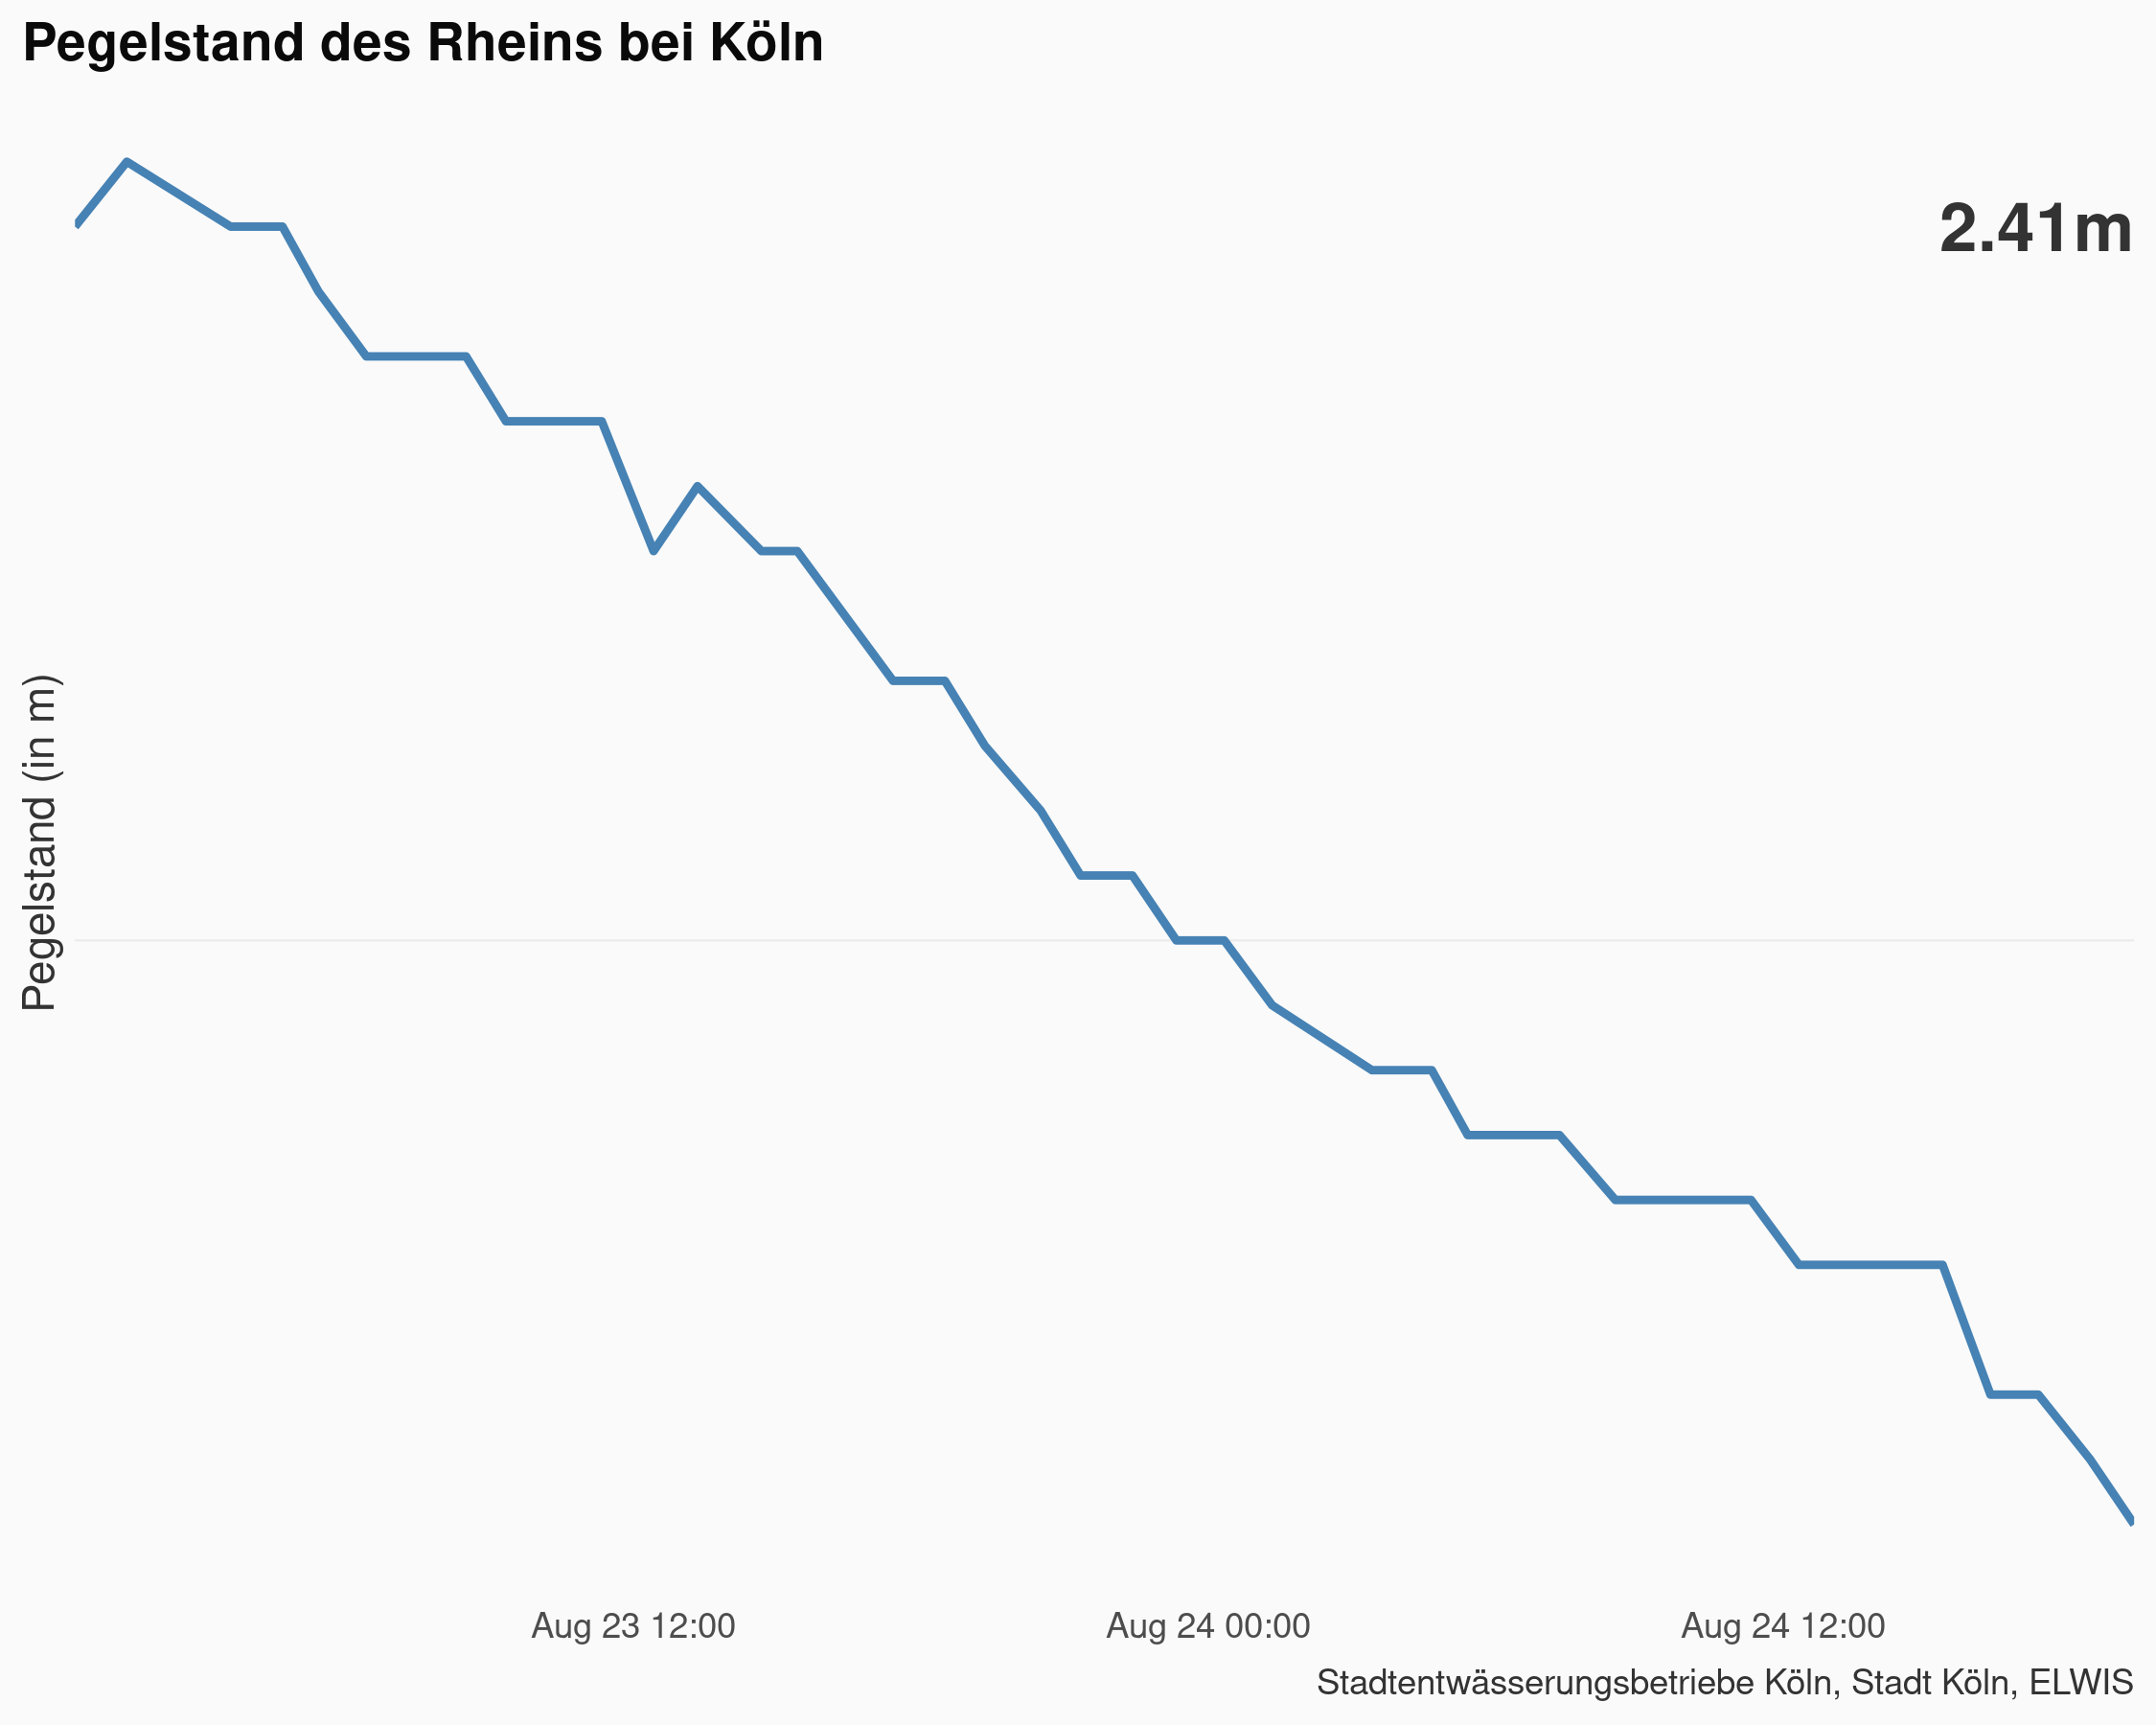 Pegelstand des Rheins bei Köln
2.41m
Pegelstand (in m)
Aug 23 12:00
Aug 24 00:00
Aug 24 12:00
Stadtentwässerungsbetriebe Köln, Stadt Köln, ELWIS